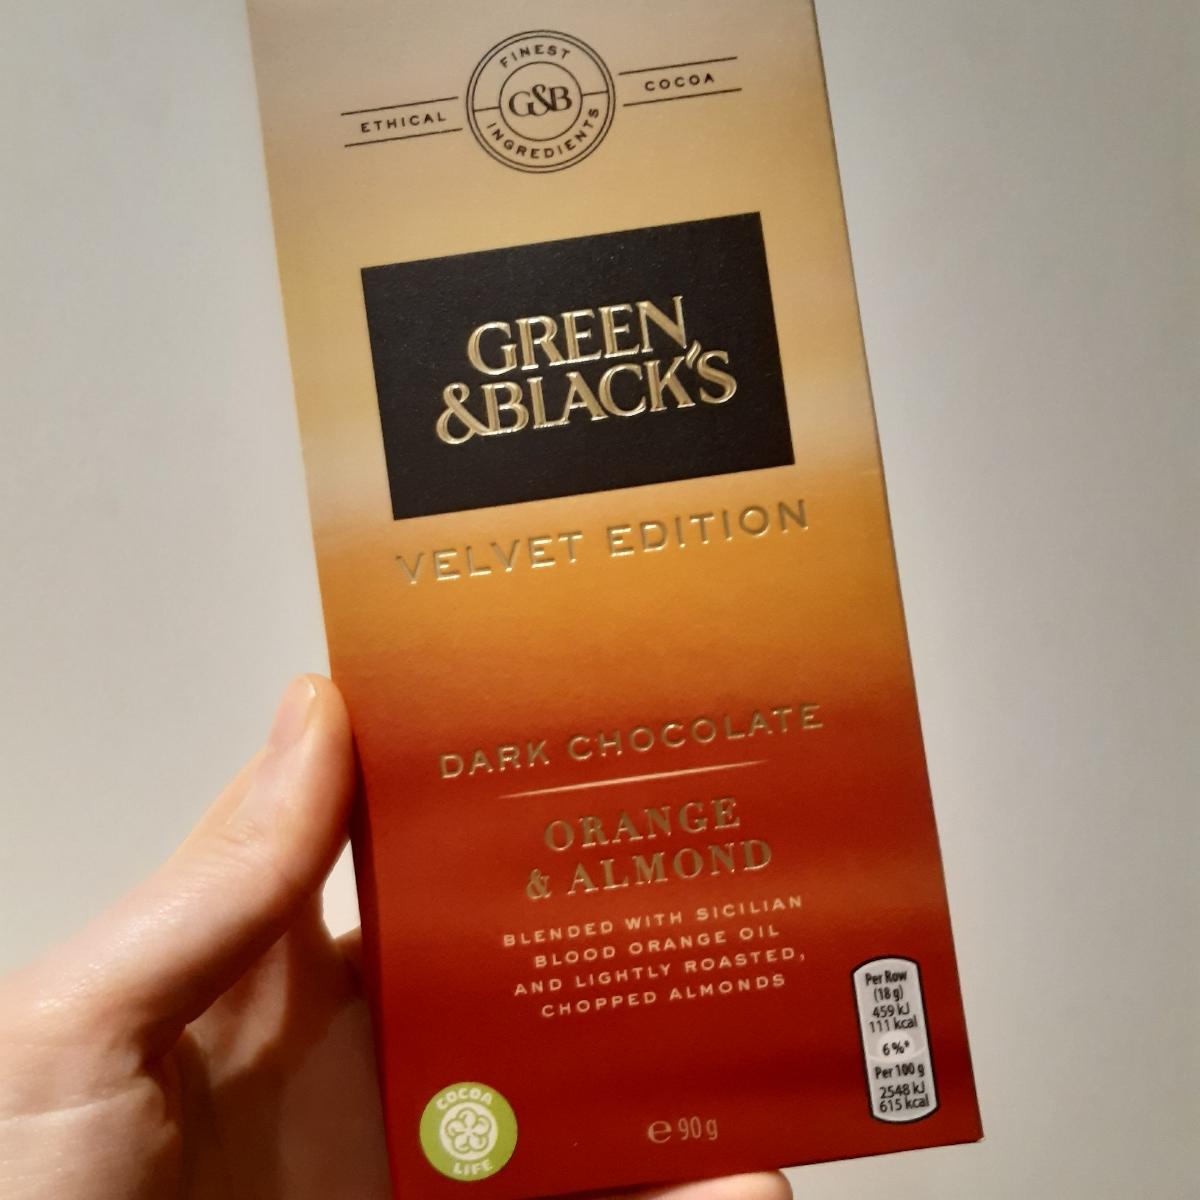 FINEST
ETHICAL G&B COCOA
INGREDIENTS
GREEN
&BLACK'S
VELVET EDITION
DARK CHOCOLATE
ORANGE
& ALMOND
BLENDED WITH SICILIAN
BLOOD ORANGE OIL
AND LIGHTLY ROASTED,
CHOPPED ALMONDS
Per Row
(18 g)
459 kJ
111 kcal
6%*
Per 100 g
2548 kJ
615 kcal
COCOA
LIFE
℮ 90 g